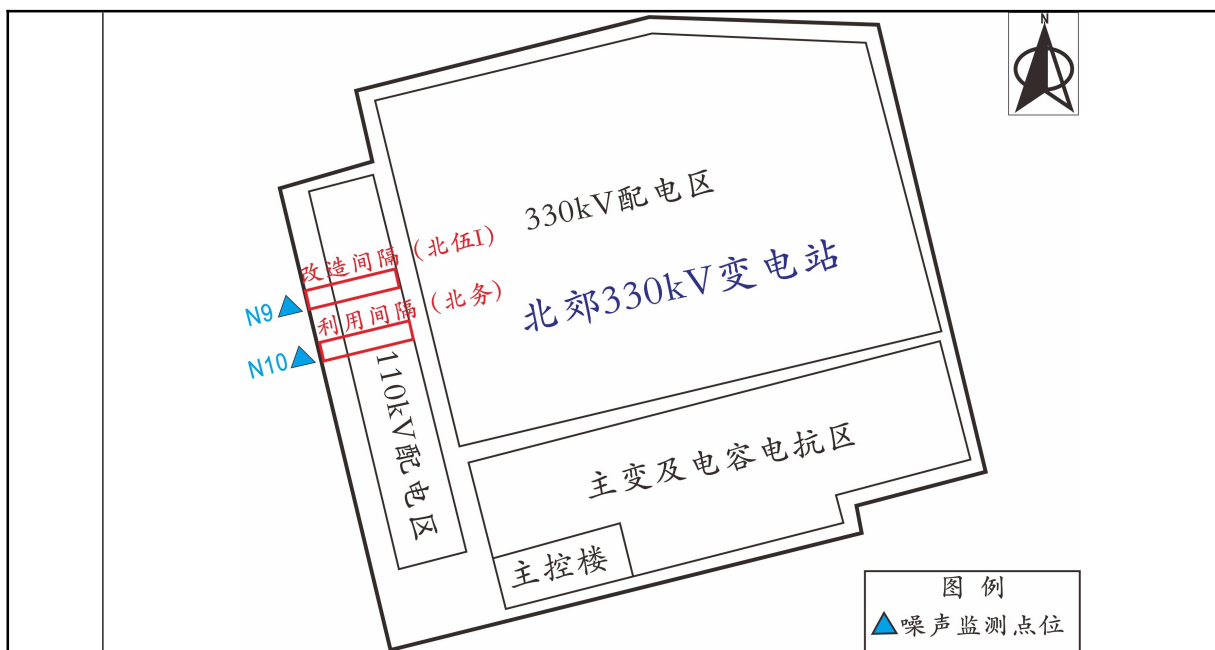 N
330kV配电区
改造间隔（北伍I）
北郊330kV变电站
N9
利用间隔（北务）
N10
110kV配电区
主变及电容电抗区
主控楼
图例
噪声监测点位